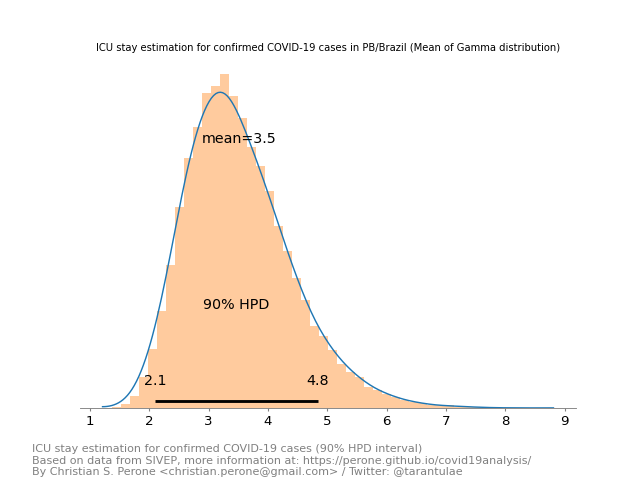 ICU stay estimation for confirmed COVID-19 cases in PB/Brazil (Mean of Gamma distribution)
mean=3.5
90% HPD
2.1 4.8
1 2 3 4 5 6 7 8 9
ICU stay estimation for confirmed COVID-19 cases (90% HPD interval)
Based on data from SIVEP, more information at: https://perone.github.io/covid19analysis/
By Christian S. Perone <christian.perone@gmail.com> / Twitter: @tarantulae